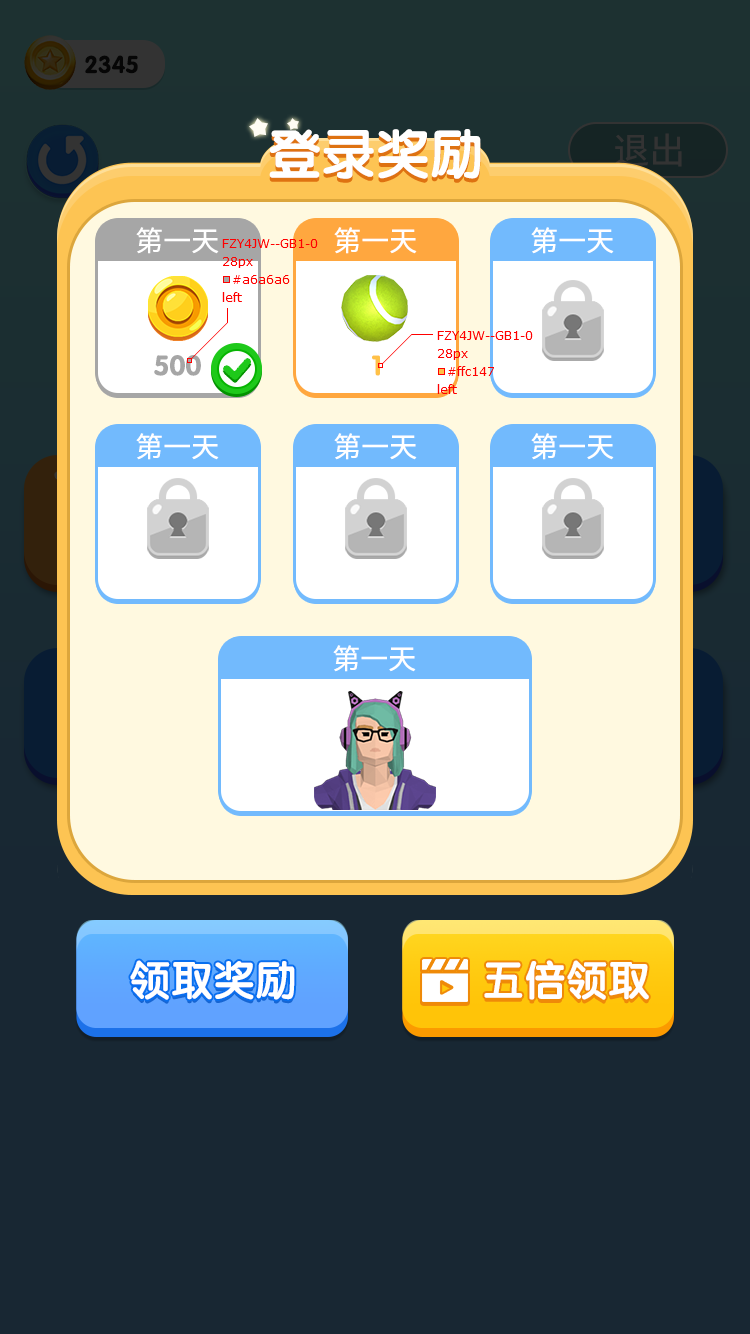 2345
登录奖励
退出
第一天
第一天
第一天
FZY4JW--GB1-0
28px
#a6a6a6
left
500
FZY4JW--GB1-0
28px
#ffc147
left
1
第一天
第一天
第一天
第一天
领取奖励
五倍领取